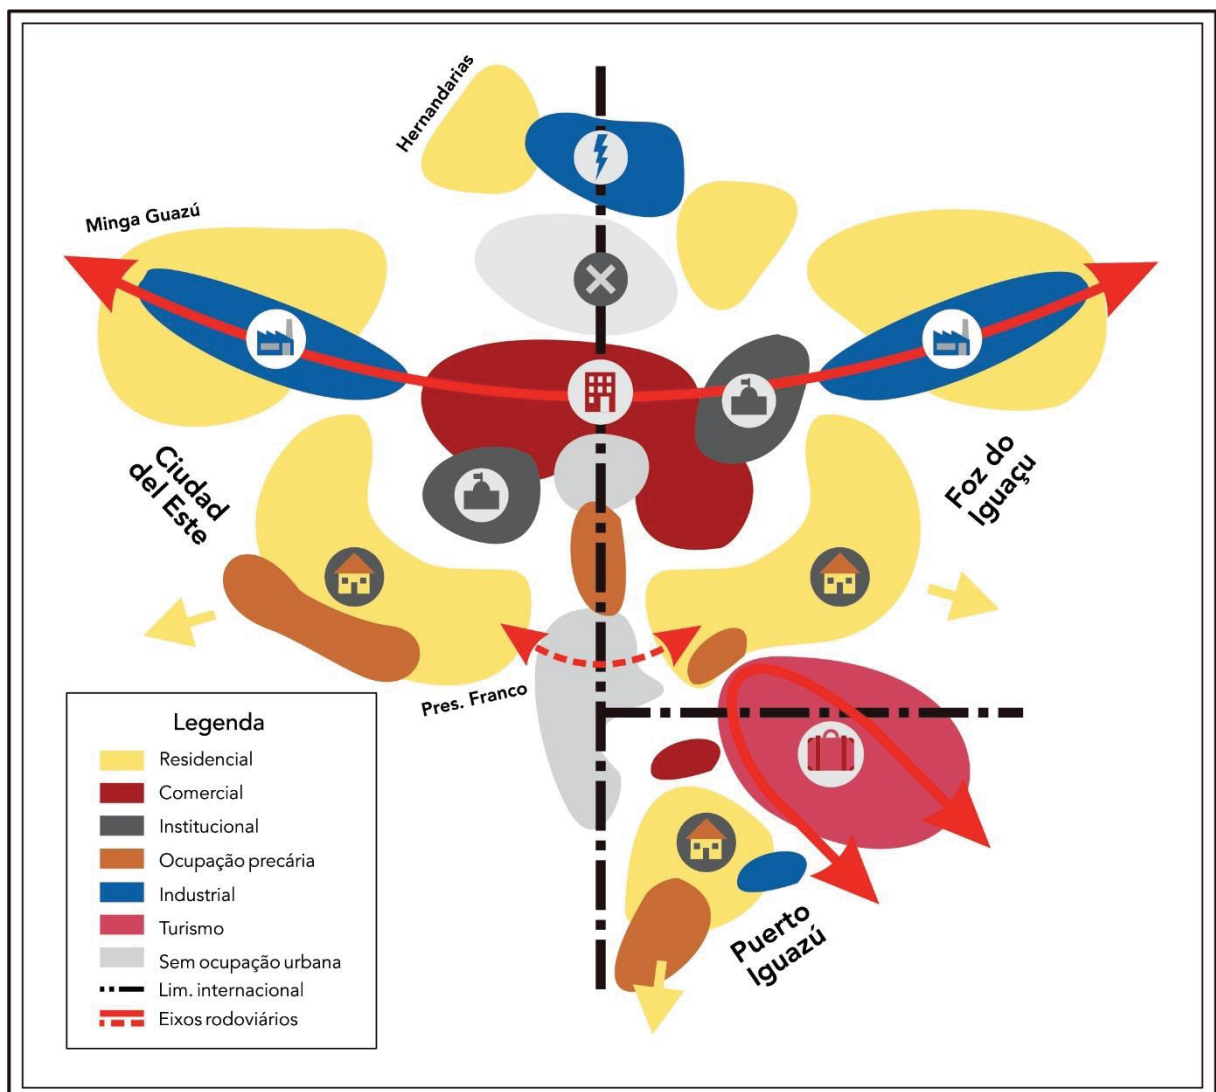 Hernandarias
Minga Guazú
Ciudad
del Este
Foz do
Iguaçu
Pres. Franco
Puerto
Iguazú
Legenda
Residencial
Comercial
Institucional
Ocupação precária
Industrial
Turismo
Sem ocupação urbana
Lim. internacional
Eixos rodoviários